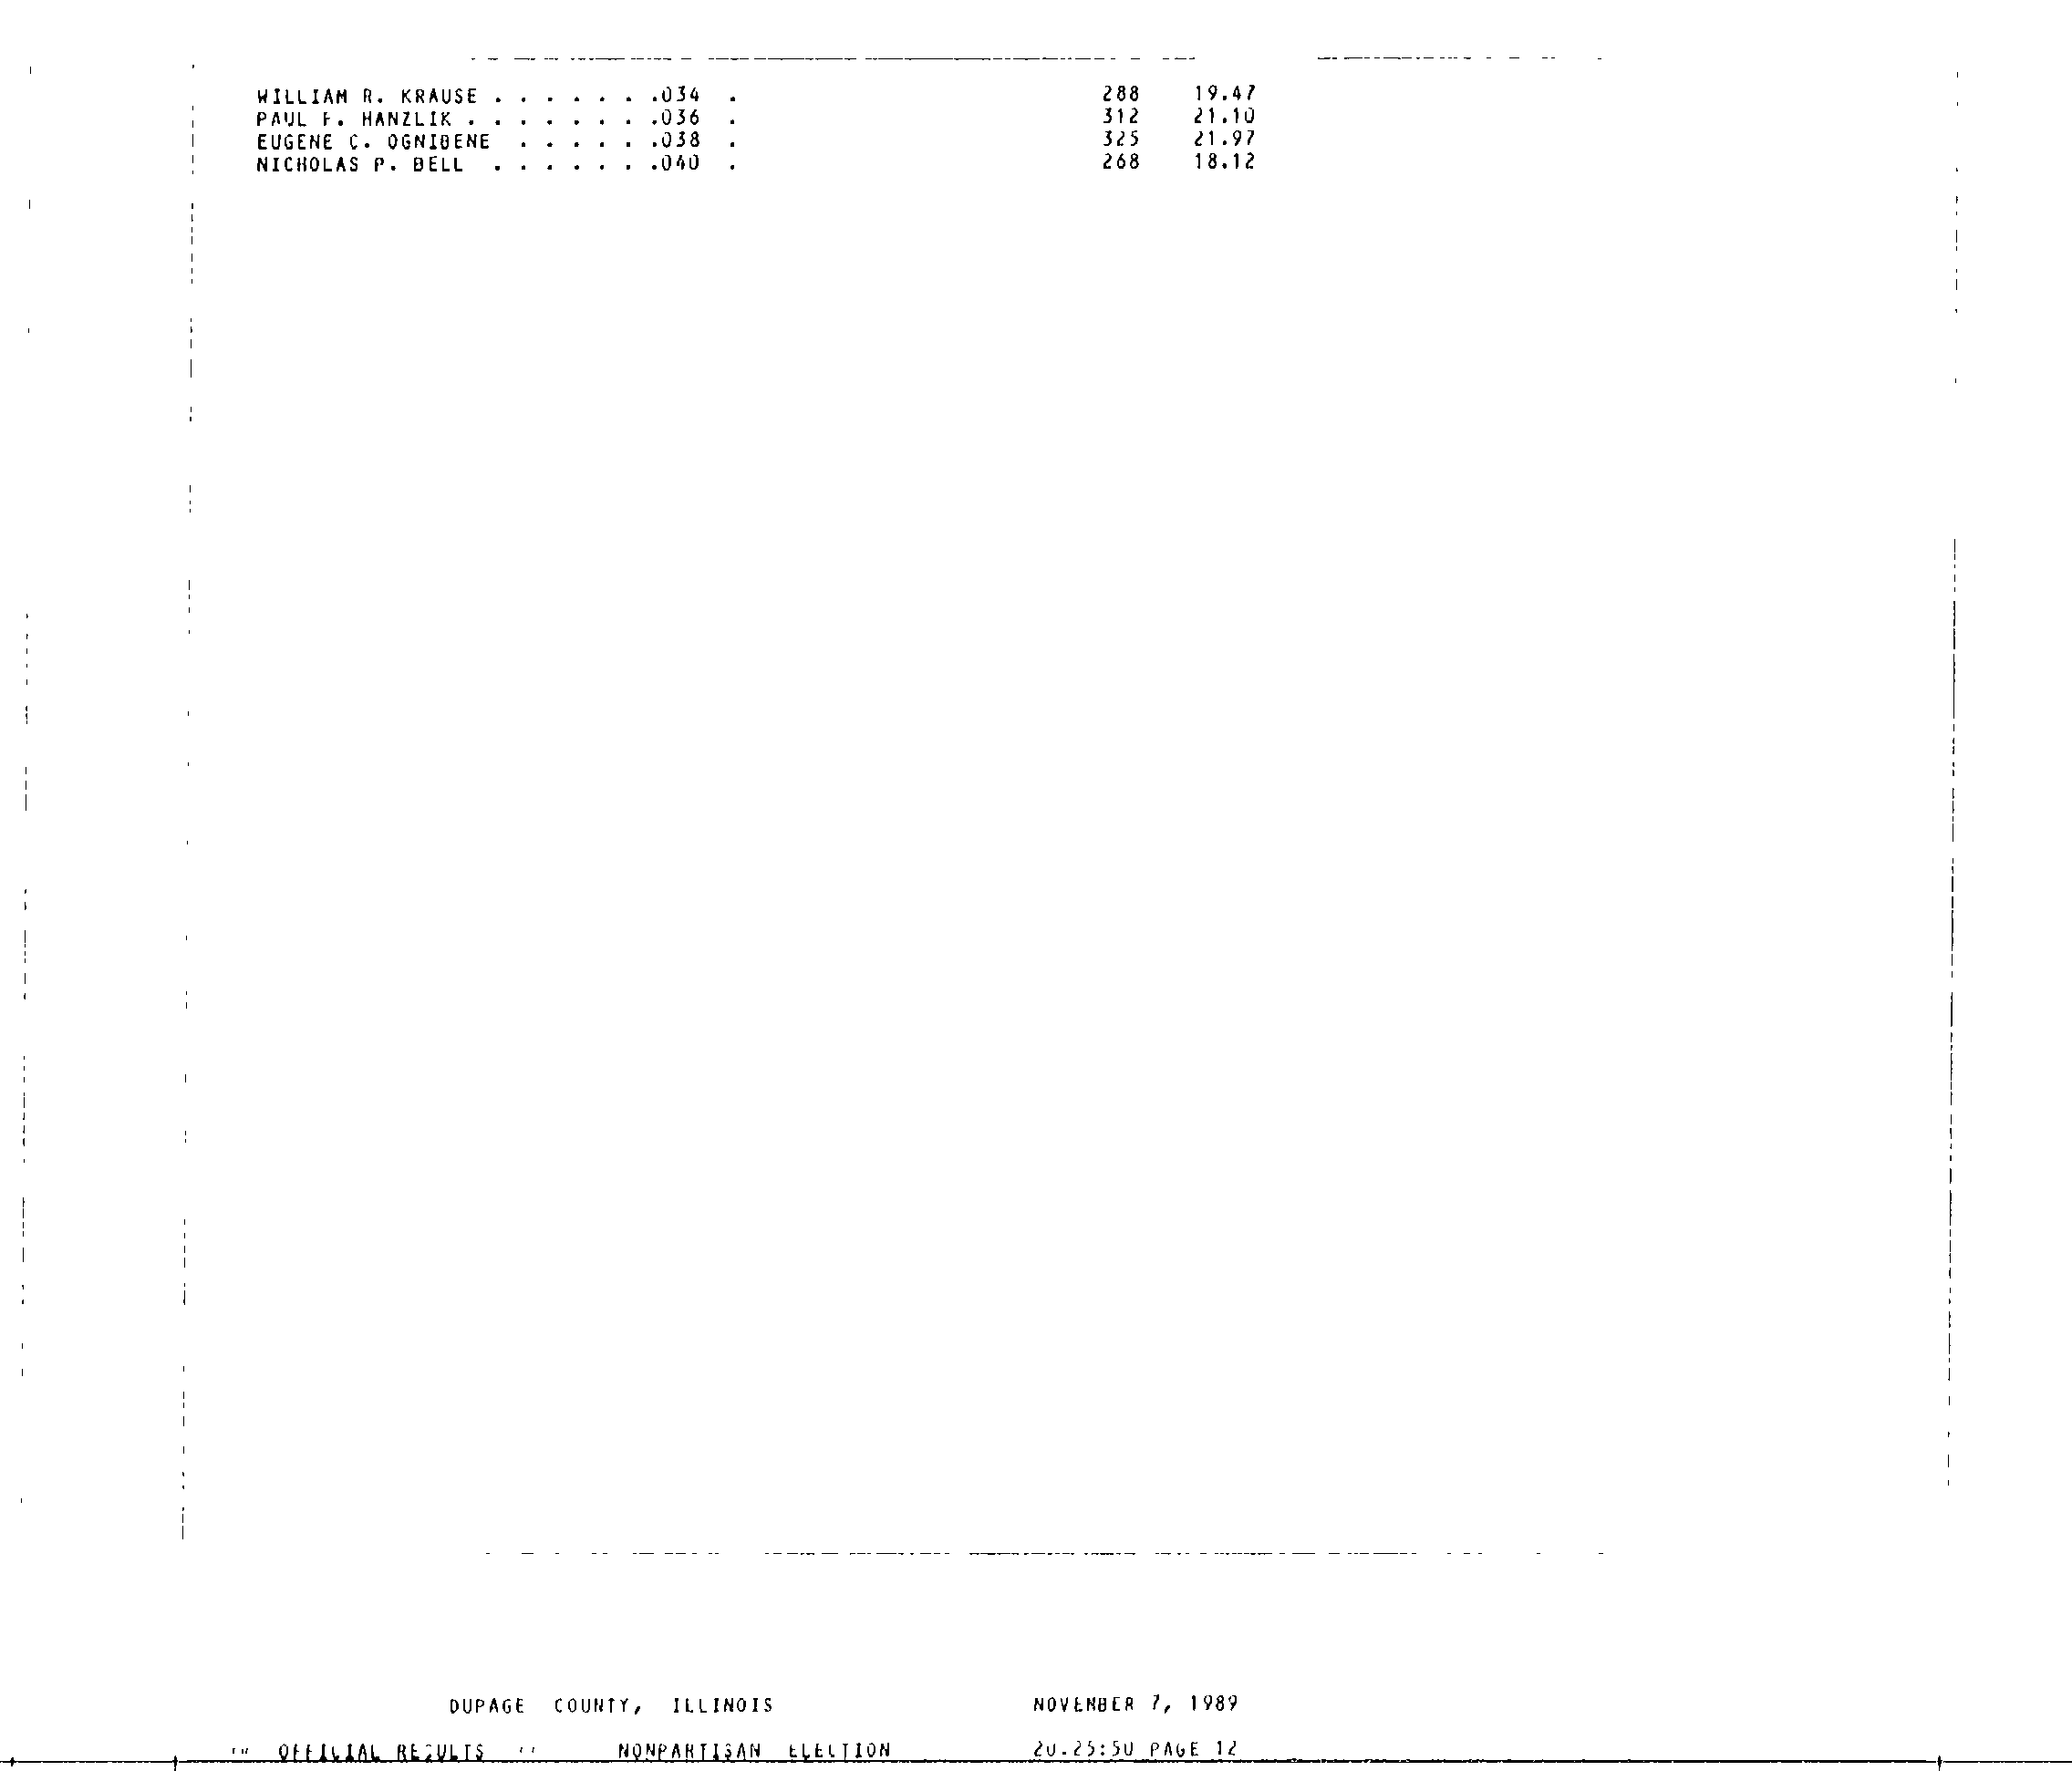 WILLIAM R. KRAUSE . . . . . . .034 . 288 19.47
PAUL F. HANZLIK . . . . . . . .036 . 312 21.10
EUGENE C. OGNIBENE . . . . . .038 . 325 21.97
NICHOLAS P. BELL . . . . . . .040 . 268 18.12
DUPAGE COUNTY, ILLINOIS NOVEMBER 7, 1989
OFFICIAL RESULTS NONPARTISAN ELECTION 20.25:50 PAGE 12